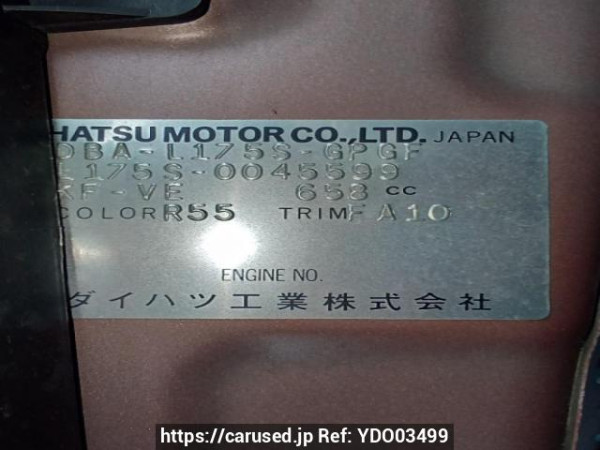 HATSU MOTOR CO., LTD. JAPAN
DBA-L175S-GPGF
L175S-0045599
KF-VE 658 CC
COLOR R55 TRIM FA10
ENGINE NO.
ダイハツ工業株式会社
https://carused.jp Ref: YDO03499